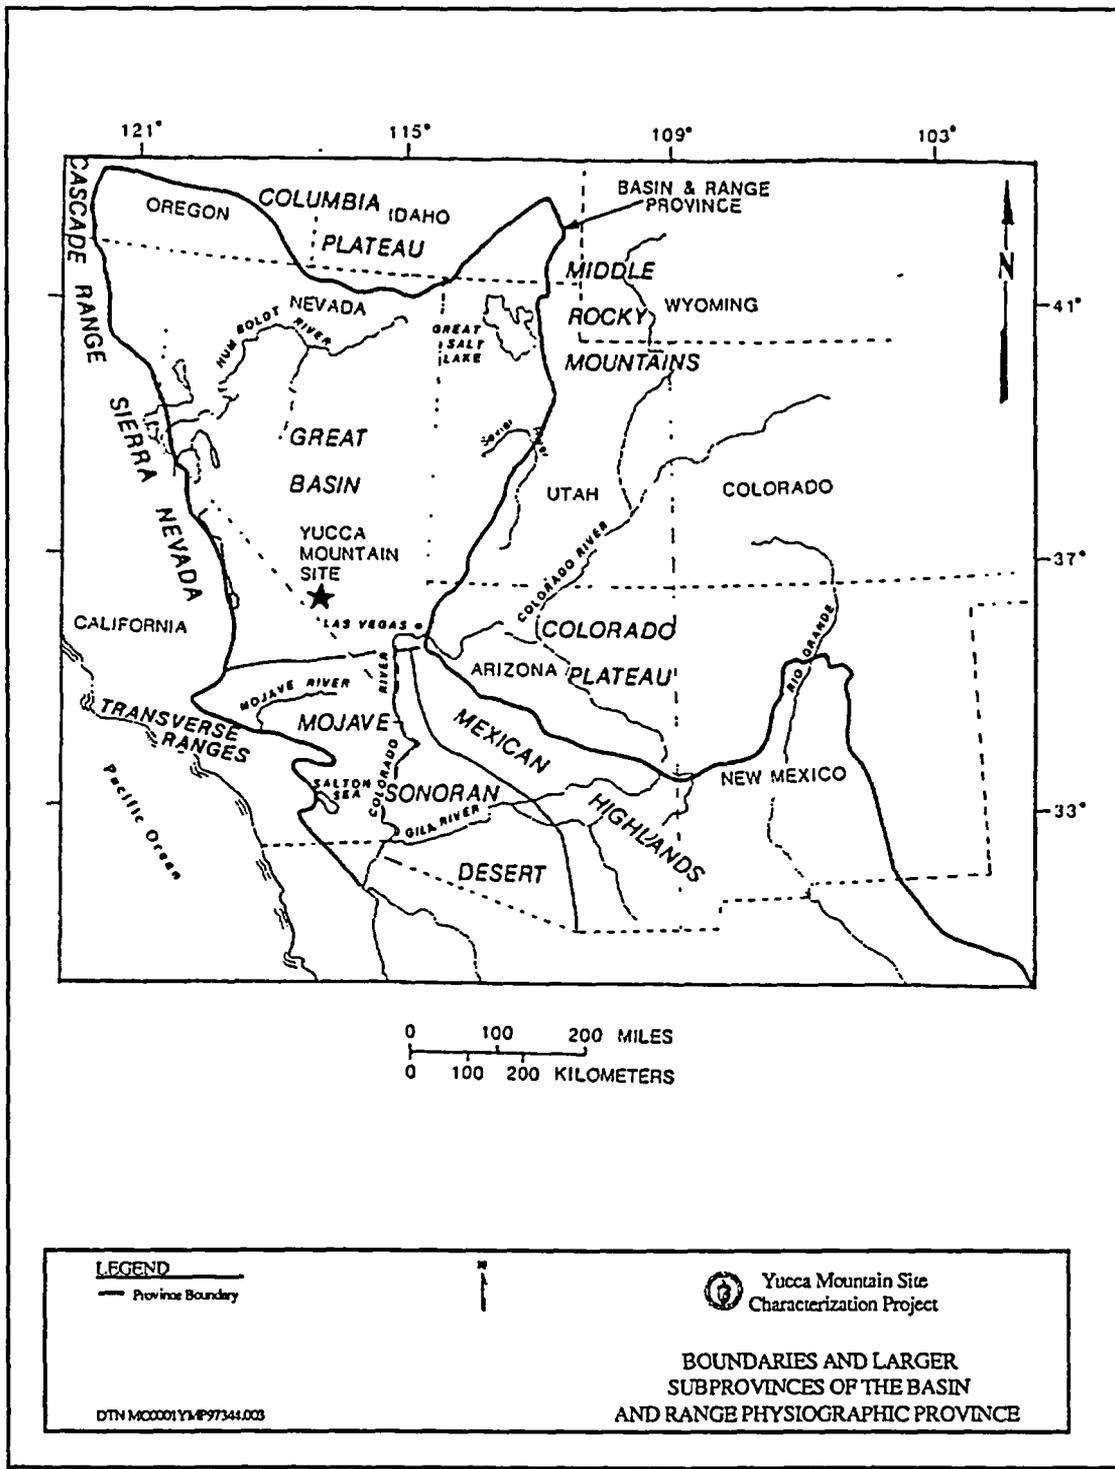 121° 115° 109° 103°
CASCADE RANGE
OREGON
COLUMBIA
PLATEAU
IDAHO
BASIN & RANGE
PROVINCE
N
MIDDLE
ROCKY
MOUNTAINS
WYOMING
41°
NEVADA
HUMBOLDT
RIVER
GREAT
SALT
LAKE
SIERRA NEVADA
GREAT
BASIN
Sevier
River
UTAH
COLORADO
YUCCA
MOUNTAIN
SITE
37°
COLORADO RIVER
LAS VEGAS
CALIFORNIA
COLORADO
PLATEAU
ARIZONA
RIO GRANDE
MOJAVE RIVER
COLORADO RIVER
TRANSVERSE
RANGES
MOJAVE
MEXICAN
HIGHLANDS
NEW MEXICO
SALTON
SEA
SONORAN
GILA RIVER
33°
Pacific Ocean
DESERT
0 100 200 MILES
0 100 200 KILOMETERS
LEGEND
Province Boundary
N
Yucca Mountain Site
Characterization Project
BOUNDARIES AND LARGER
SUBPROVINCES OF THE BASIN
AND RANGE PHYSIOGRAPHIC PROVINCE
DTN MO0001YMP97344.003